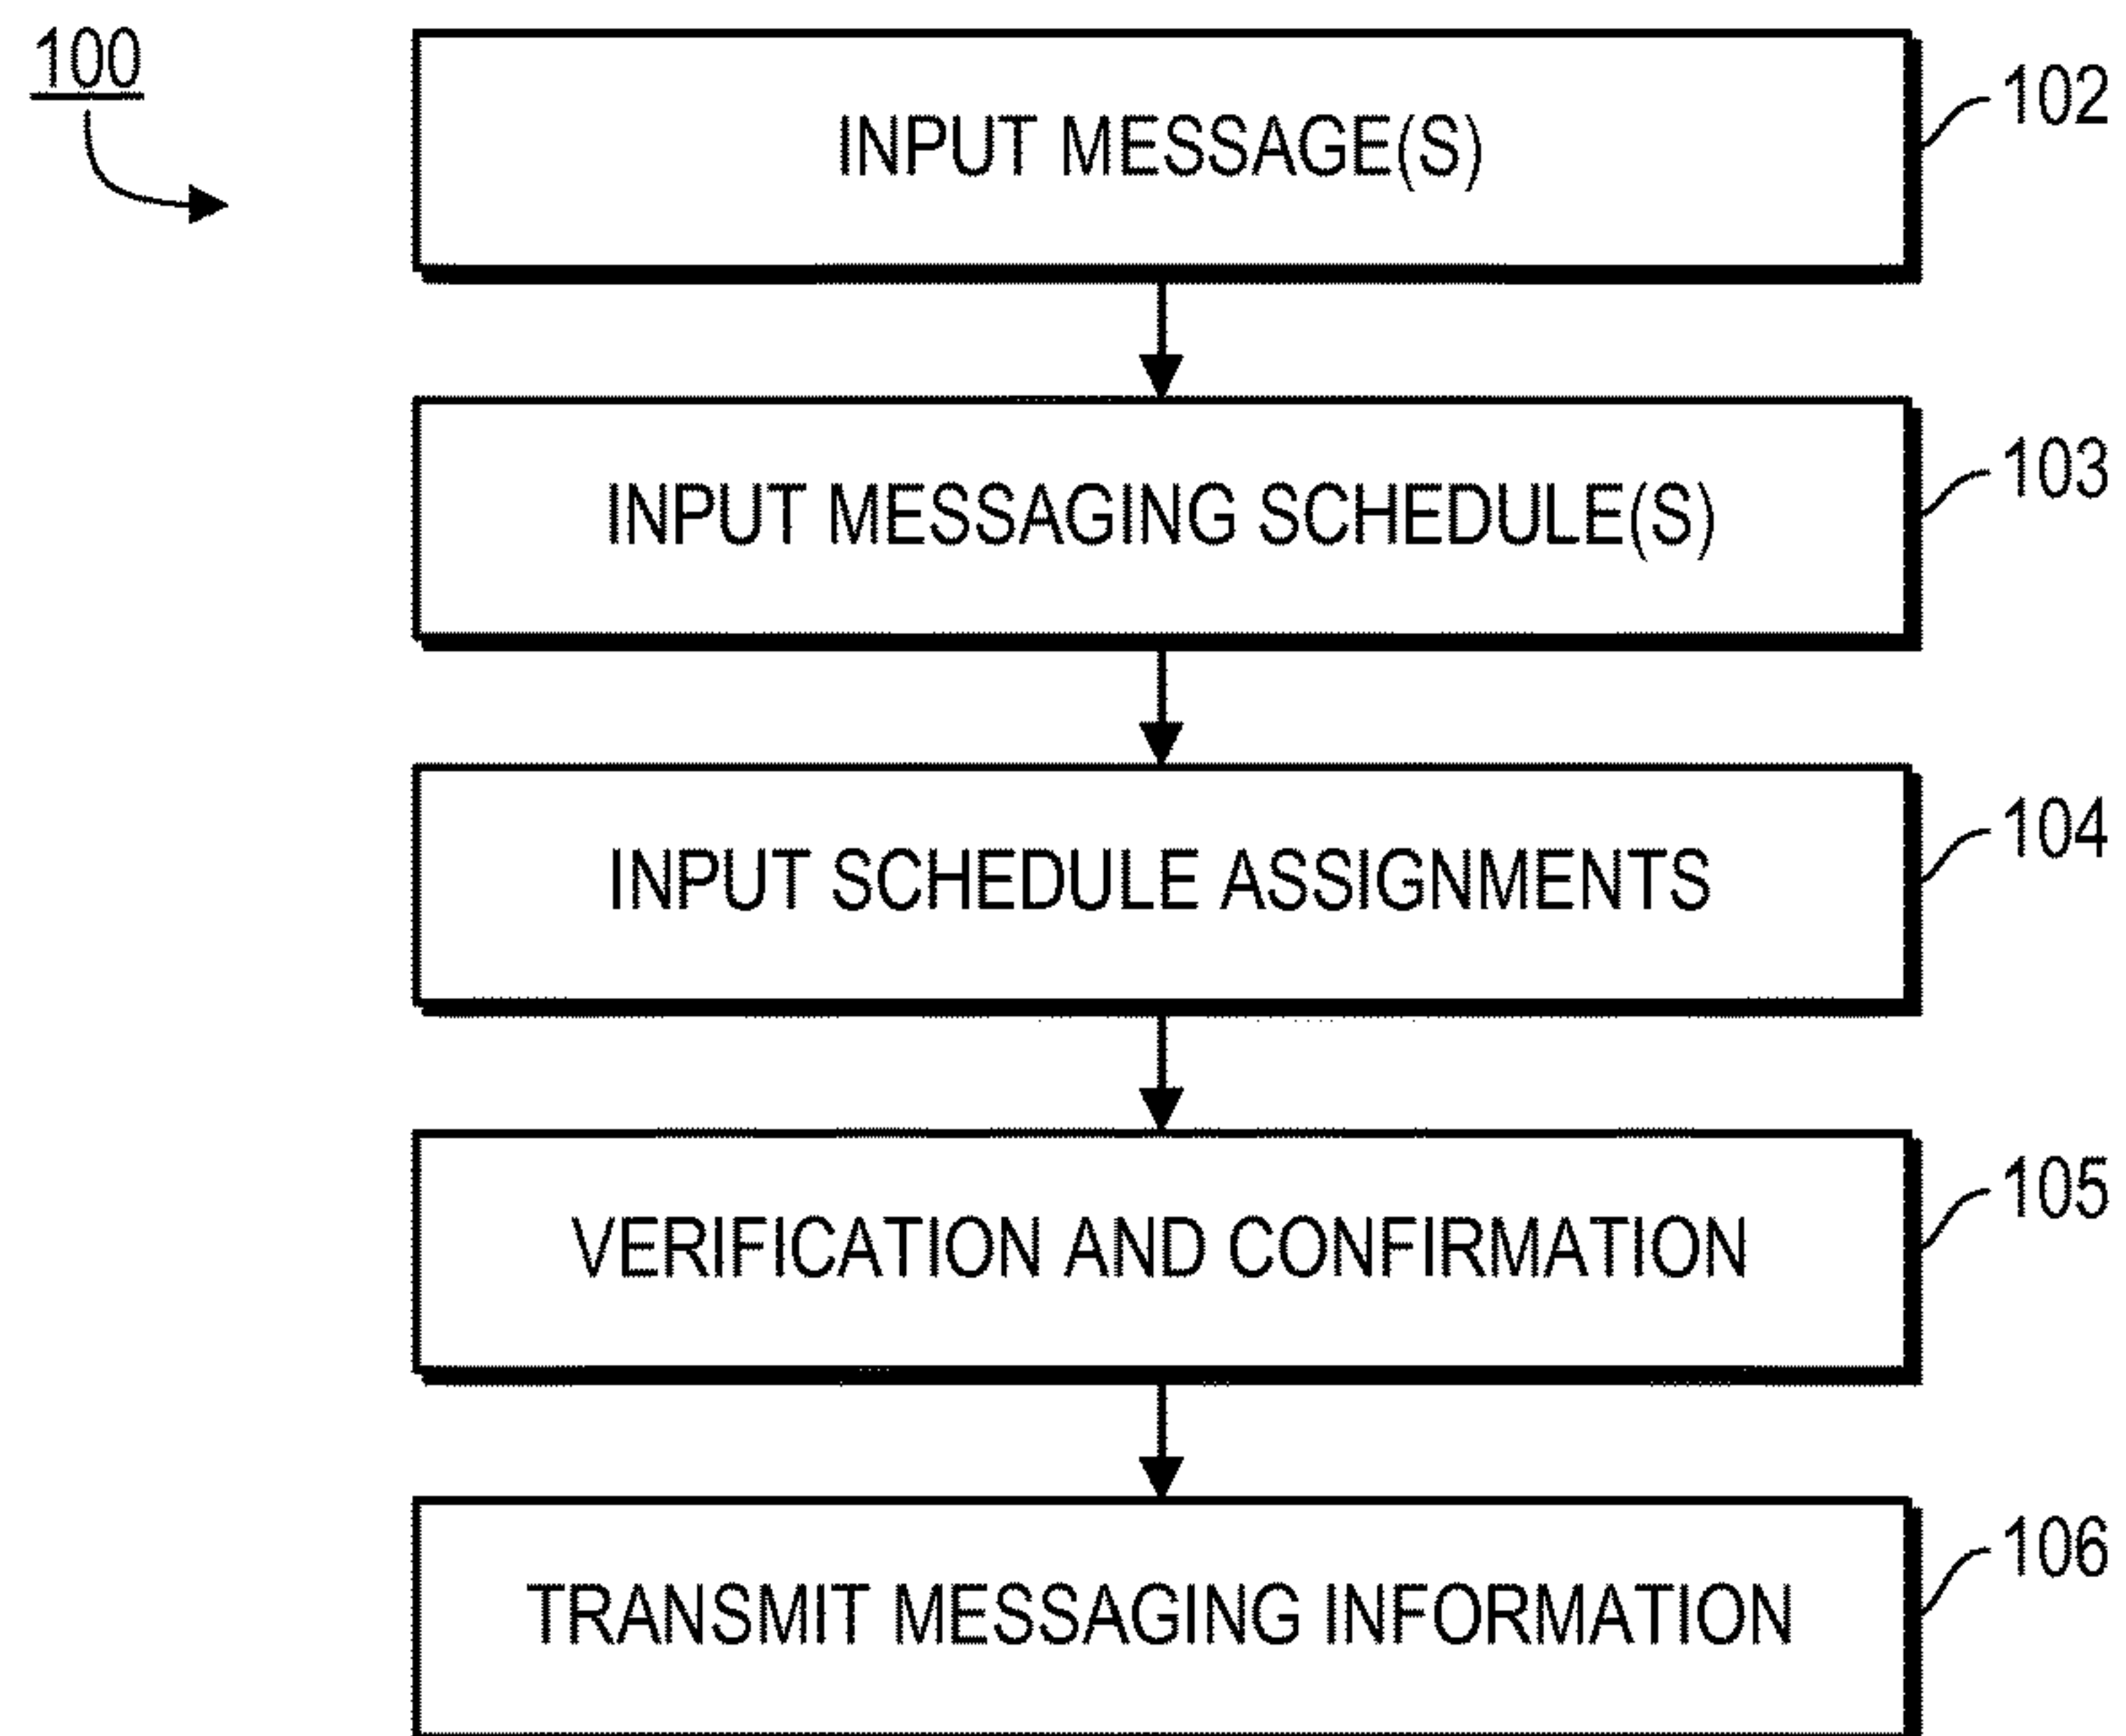 100
INPUT MESSAGE(S)
102
INPUT MESSAGING SCHEDULE(S)
103
INPUT SCHEDULE ASSIGNMENTS
104
VERIFICATION AND CONFIRMATION
105
TRANSMIT MESSAGING INFORMATION
106